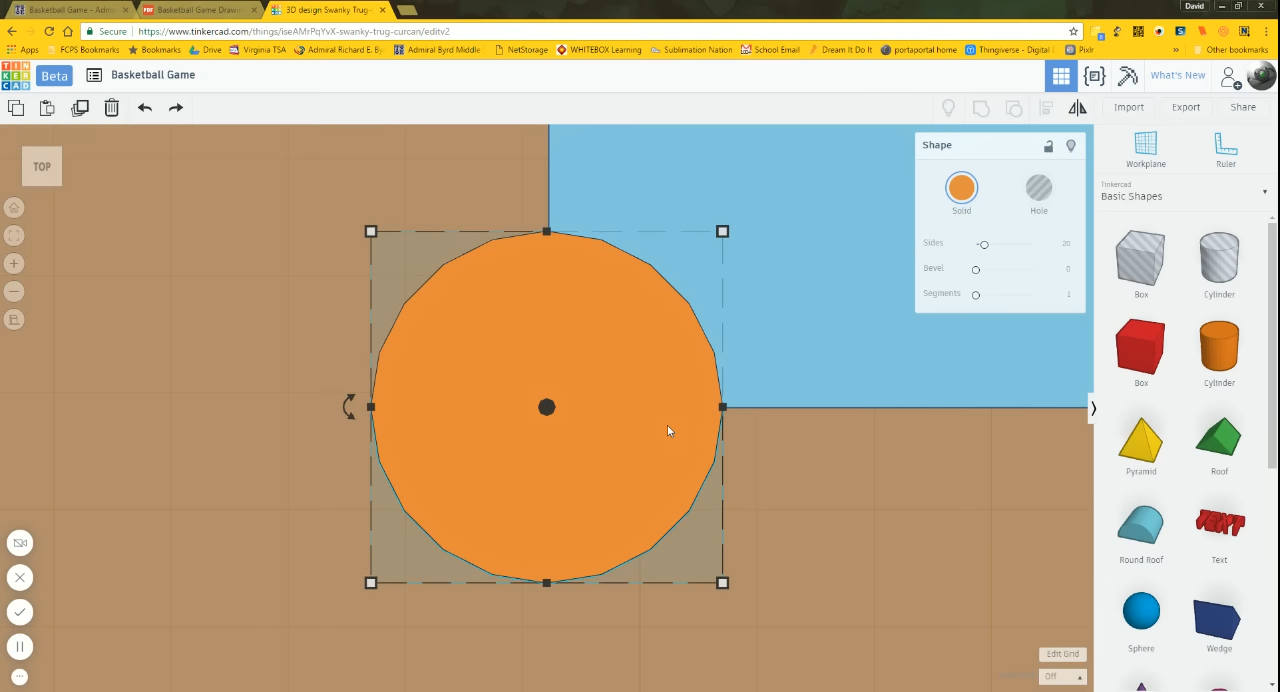 Basketball Game - Adm
Basketball Game Drawn
3D design Swanky Trug-
David
Secure
https://www.tinkercad.com/things/iseAMrPqYvX-swanky-trug-curcan/editv2
Apps
FCPS Bookmarks
Bookmarks
Drive
Virginia TSA
Admiral Richard E. By
Admiral Byrd Middle
NetStorage
WHITEBOX Learning
Sublimation Nation
School Email
Dream It Do It
portaportal home
Thingiverse - Digital
Pixlr
»
Other bookmarks
TIN
KER
CAD
Beta
Basketball Game
What's New
Import
Export
Share
TOP
Shape
Solid
Hole
Sides
20
Bevel
0
Segments
1
Workplane
Ruler
Tinkercad
Basic Shapes
Box
Cylinder
Box
Cylinder
Pyramid
Roof
TEXT
Round Roof
Text
Sphere
Wedge
Edit Grid
Off